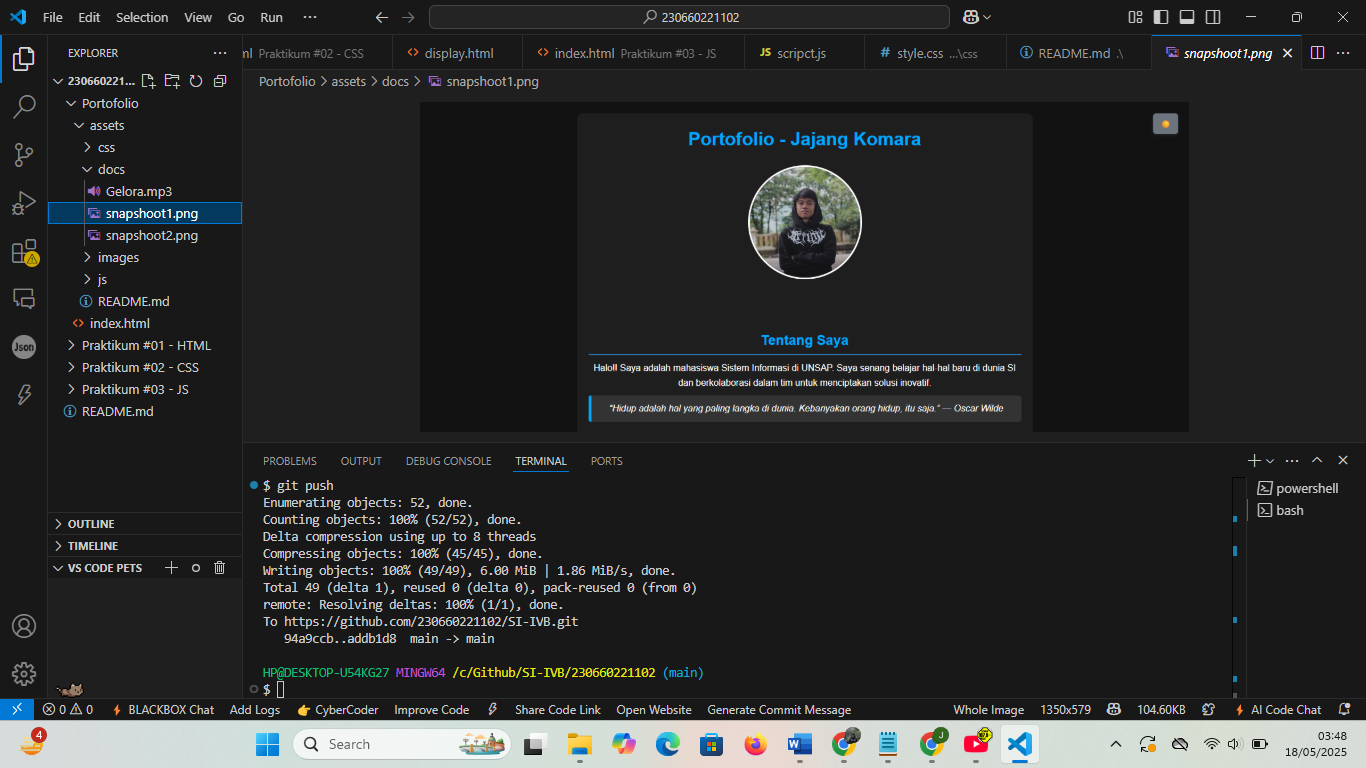 File Edit Selection View Go Run ··· 230660221102
EXPLORER ···
230660221...
Portofolio
assets
css
docs
Gelora.mp3
snapshoot1.png
snapshoot2.png
images
js
README.md
index.html
Praktikum #01 - HTML
Praktikum #02 - CSS
Praktikum #03 - JS
README.md
OUTLINE
TIMELINE
VS CODE PETS
Json
ml Praktikum #02 - CSS display.html index.html Praktikum #03 - JS JS scripct.js # style.css ...\css README.md .\ snapshoot1.png
Portofolio > assets > docs > snapshoot1.png
Portofolio - Jajang Komara
Tentang Saya
Halo!! Saya adalah mahasiswa Sistem Informasi di UNSAP. Saya senang belajar hal-hal baru di dunia SI
dan berkolaborasi dalam tim untuk menciptakan solusi inovatif.
"Hidup adalah hal yang paling langka di dunia. Kebanyakan orang hidup, itu saja." — Oscar Wilde
PROBLEMS OUTPUT DEBUG CONSOLE TERMINAL PORTS
powershell
bash
$ git push
Enumerating objects: 52, done.
Counting objects: 100% (52/52), done.
Delta compression using up to 8 threads
Compressing objects: 100% (45/45), done.
Writing objects: 100% (49/49), 6.00 MiB | 1.86 MiB/s, done.
Total 49 (delta 1), reused 0 (delta 0), pack-reused 0 (from 0)
remote: Resolving deltas: 100% (1/1), done.
To https://github.com/230660221102/SI-IVB.git
94a9ccb..addb1d8 main -> main
HP@DESKTOP-U54KG27 MINGW64 /c/Github/SI-IVB/230660221102 (main)
$
0 0 BLACKBOX Chat Add Logs CyberCoder Improve Code Share Code Link Open Website Generate Commit Message Whole Image 1350x579 104.60KB AI Code Chat
4
Search
03:48
18/05/2025